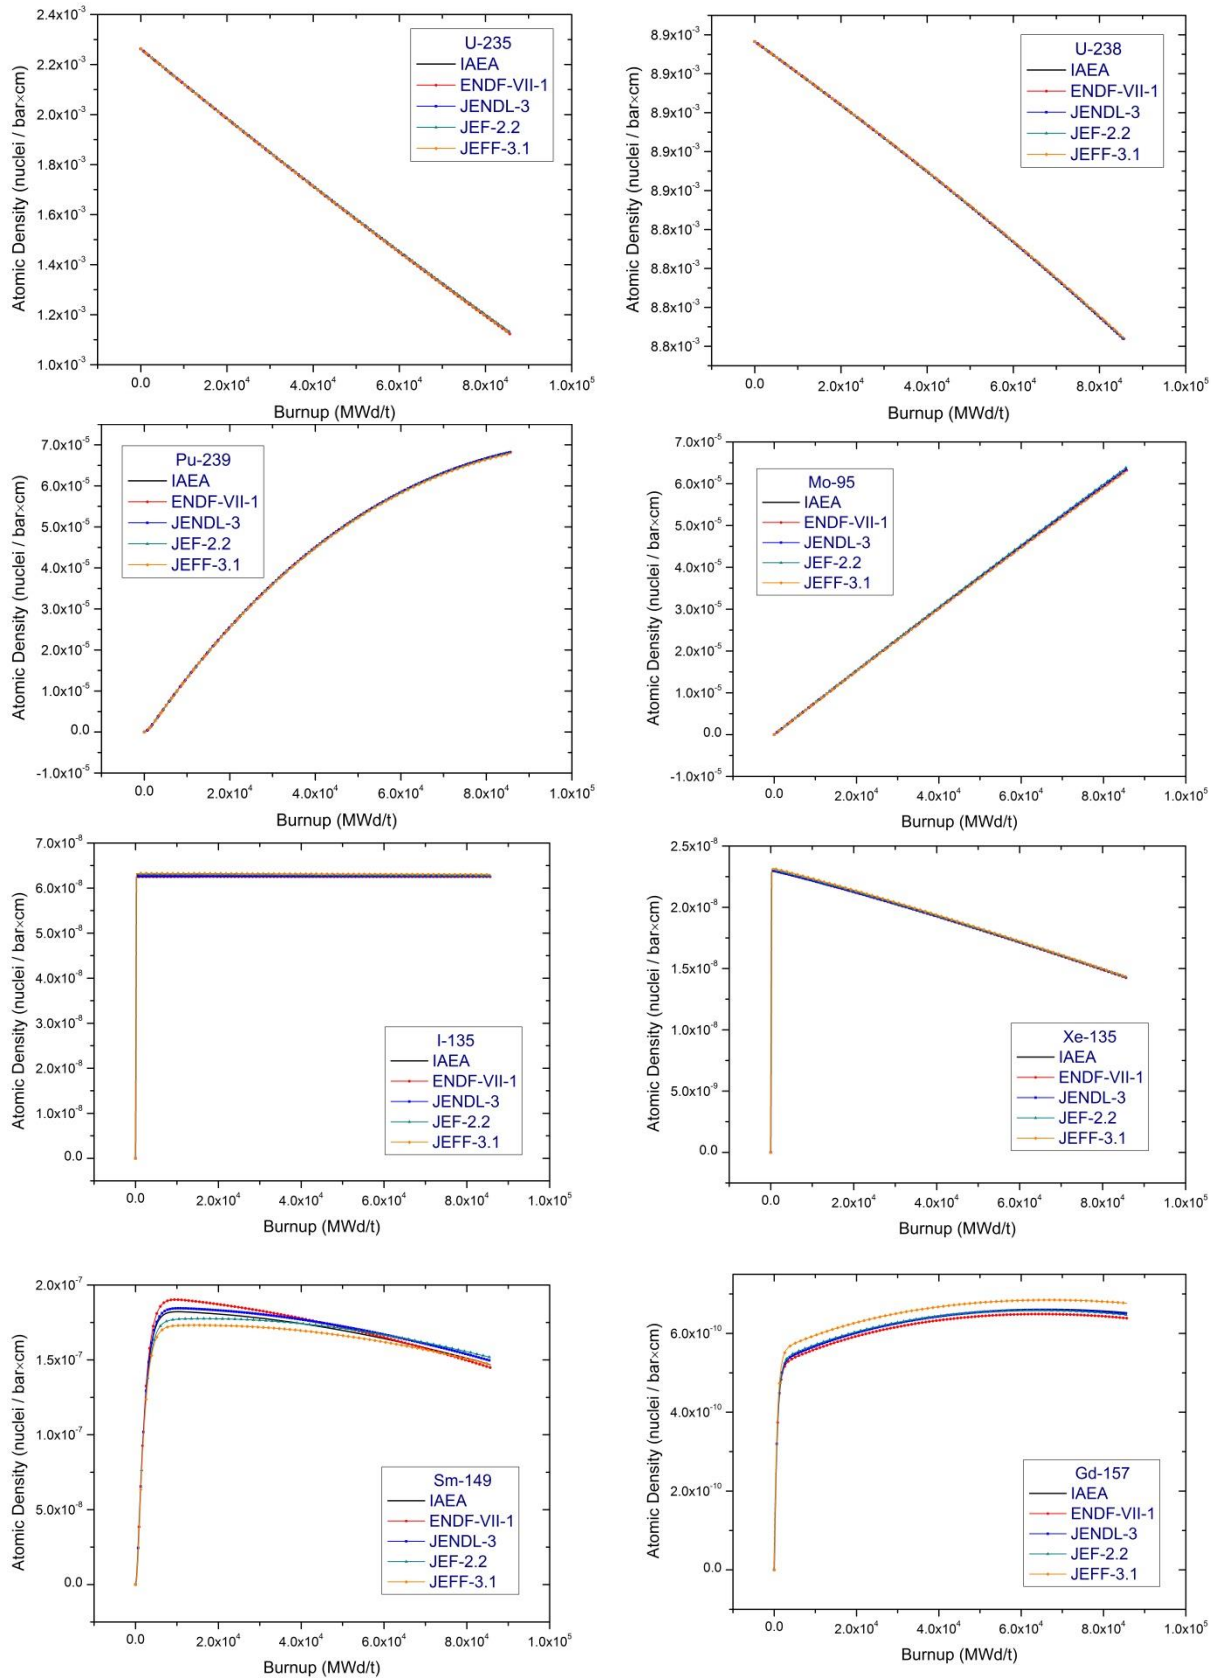 2.4x10⁻³
2.2x10⁻³
2.0x10⁻³
1.8x10⁻³
1.6x10⁻³
1.4x10⁻³
1.2x10⁻³
1.0x10⁻³
Atomic Density (nuclei / bar×cm)
U-235
IAEA
ENDF-VII-1
JENDL-3
JEF-2.2
JEFF-3.1
0.0 2.0x10⁴ 4.0x10⁴ 6.0x10⁴ 8.0x10⁴ 1.0x10⁵
Burnup (MWd/t)
8.9x10⁻³
8.9x10⁻³
8.9x10⁻³
8.9x10⁻³
8.9x10⁻³
8.8x10⁻³
8.8x10⁻³
8.8x10⁻³
8.8x10⁻³
Atomic Density (nuclei / bar×cm)
U-238
IAEA
ENDF-VII-1
JENDL-3
JEF-2.2
JEFF-3.1
0.0 2.0x10⁴ 4.0x10⁴ 6.0x10⁴ 8.0x10⁴ 1.0x10⁵
Burnup (MWd/t)
7.0x10⁻⁵
6.0x10⁻⁵
5.0x10⁻⁵
4.0x10⁻⁵
3.0x10⁻⁵
2.0x10⁻⁵
1.0x10⁻⁵
0.0
-1.0x10⁻⁵
Atomic Density (nuclei / bar×cm)
Pu-239
IAEA
ENDF-VII-1
JENDL-3
JEF-2.2
JEFF-3.1
0.0 2.0x10⁴ 4.0x10⁴ 6.0x10⁴ 8.0x10⁴ 1.0x10⁵
Burnup (MWd/t)
7.0x10⁻⁵
6.0x10⁻⁵
5.0x10⁻⁵
4.0x10⁻⁵
3.0x10⁻⁵
2.0x10⁻⁵
1.0x10⁻⁵
0.0
-1.0x10⁻⁵
Atomic Density (nuclei / bar×cm)
Mo-95
IAEA
ENDF-VII-1
JENDL-3
JEF-2.2
JEFF-3.1
0.0 2.0x10⁴ 4.0x10⁴ 6.0x10⁴ 8.0x10⁴ 1.0x10⁵
Burnup (MWd/t)
7.0x10⁻⁸
6.0x10⁻⁸
5.0x10⁻⁸
4.0x10⁻⁸
3.0x10⁻⁸
2.0x10⁻⁸
1.0x10⁻⁸
0.0
Atomic Density (nuclei / bar×cm)
I-135
IAEA
ENDF-VII-1
JENDL-3
JEF-2.2
JEFF-3.1
0.0 2.0x10⁴ 4.0x10⁴ 6.0x10⁴ 8.0x10⁴ 1.0x10⁵
Burnup (MWd/t)
2.5x10⁻⁸
2.0x10⁻⁸
1.5x10⁻⁸
1.0x10⁻⁸
5.0x10⁻⁹
0.0
Atomic Density (nuclei / bar×cm)
Xe-135
IAEA
ENDF-VII-1
JENDL-3
JEF-2.2
JEFF-3.1
0.0 2.0x10⁴ 4.0x10⁴ 6.0x10⁴ 8.0x10⁴ 1.0x10⁵
Burnup (MWd/t)
2.0x10⁻⁷
1.5x10⁻⁷
1.0x10⁻⁷
5.0x10⁻⁸
0.0
Atomic Density (nuclei / bar×cm)
Sm-149
IAEA
ENDF-VII-1
JENDL-3
JEF-2.2
JEFF-3.1
0.0 2.0x10⁴ 4.0x10⁴ 6.0x10⁴ 8.0x10⁴ 1.0x10⁵
Burnup (MWd/t)
6.0x10⁻¹⁰
4.0x10⁻¹⁰
2.0x10⁻¹⁰
0.0
Atomic Density (nuclei / bar×cm)
Gd-157
IAEA
ENDF-VII-1
JENDL-3
JEF-2.2
JEFF-3.1
0.0 2.0x10⁴ 4.0x10⁴ 6.0x10⁴ 8.0x10⁴ 1.0x10⁵
Burnup (MWd/t)